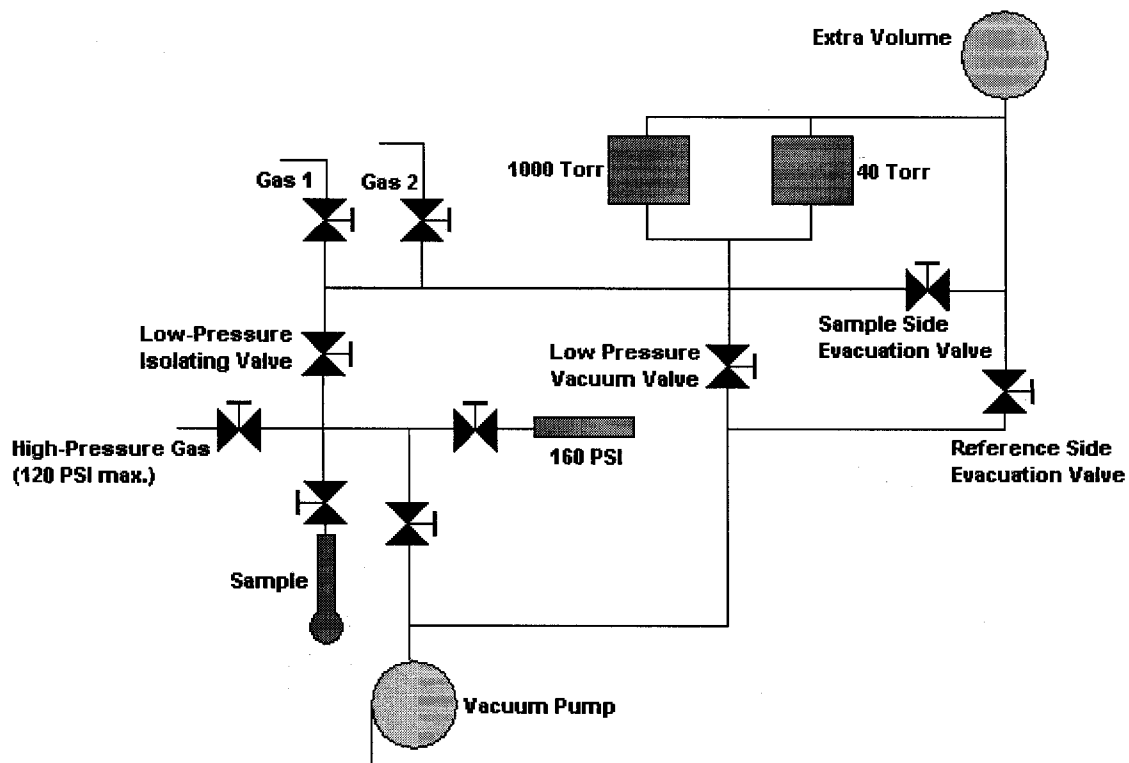 Extra Volume
Gas 1
Gas 2
1000 Torr
40 Torr
Low-Pressure
Isolating Valve
Low Pressure
Vacuum Valve
Sample Side
Evacuation Valve
High-Pressure Gas
(120 PSI max.)
160 PSI
Reference Side
Evacuation Valve
Sample
Vacuum Pump